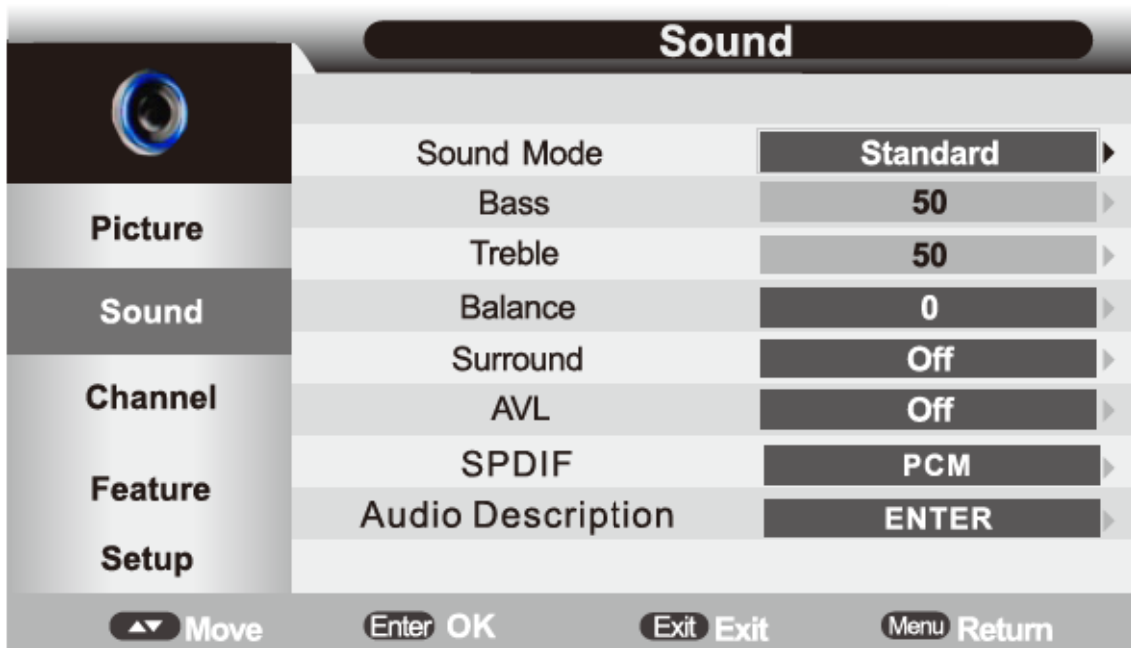 Sound
Picture
Sound
Channel
Feature
Setup
Sound Mode Standard
Bass 50
Treble 50
Balance 0
Surround Off
AVL Off
SPDIF PCM
Audio Description ENTER
Move Enter OK Exit Exit Menu Return